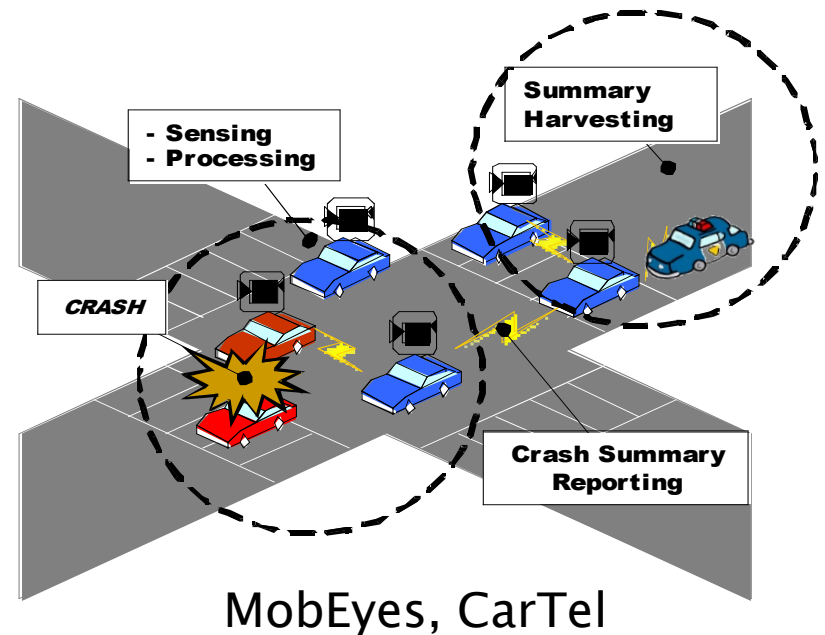 Summary
Harvesting
- Sensing
- Processing
CRASH
Crash Summary
Reporting
MobEyes, CarTel